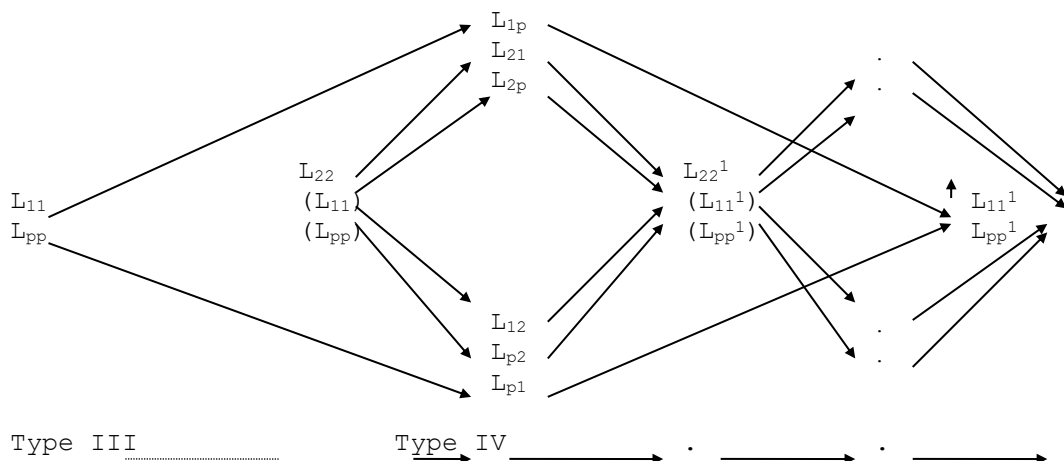 L₁ₚ
L₂₁
.
L₂ₚ .
L₂₂ L₂₂¹
L₁₁ (L₁₁) (L₁₁¹) L₁₁¹
Lₚₚ (Lₚₚ) (Lₚₚ¹) Lₚₚ¹
L₁₂ .
Lₚ₂ .
Lₚ₁
Type III Type IV . .